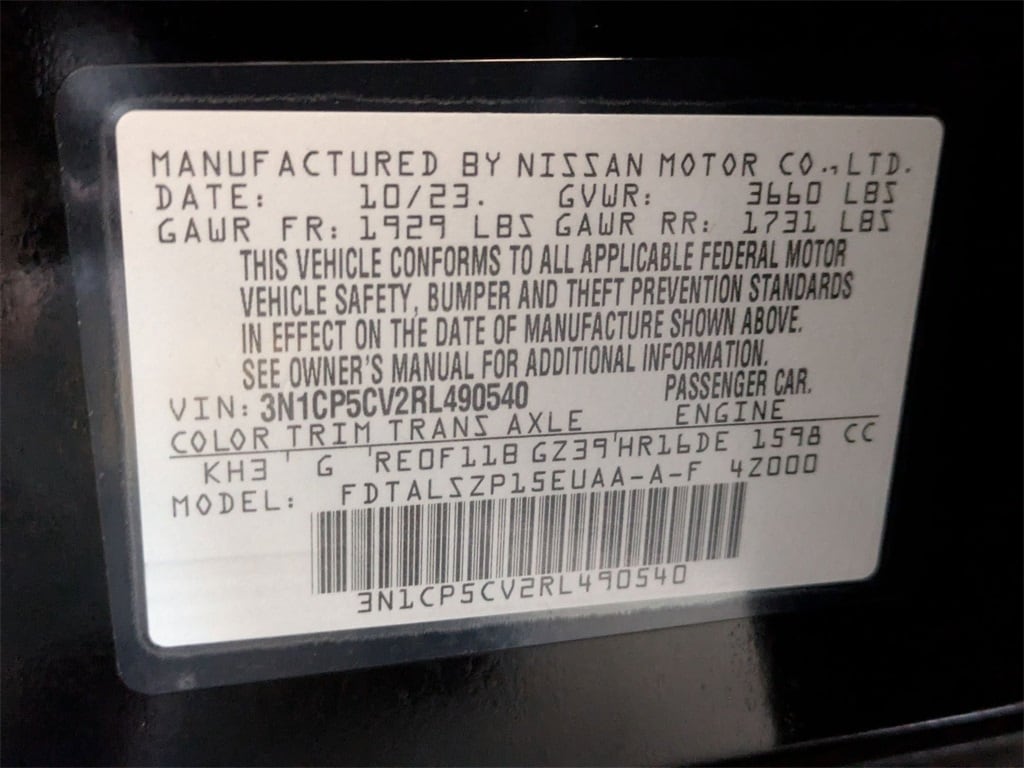 MANUFACTURED BY NISSAN MOTOR CO., LTD.
DATE: 10/23. GVWR: 3660 LBS
GAWR FR: 1929 LBS GAWR RR: 1731 LBS
THIS VEHICLE CONFORMS TO ALL APPLICABLE FEDERAL MOTOR
VEHICLE SAFETY, BUMPER AND THEFT PREVENTION STANDARDS
IN EFFECT ON THE DATE OF MANUFACTURE SHOWN ABOVE.
SEE OWNER'S MANUAL FOR ADDITIONAL INFORMATION.
VIN: 3N1CP5CV2RL490540 PASSENGER CAR.
COLOR TRIM TRANS AXLE ENGINE
KH3 ' G 'RE0F11B GZ39'HR16DE 1598 CC
MODEL: FDTALSZP15EUAA-A-F 4Z000
3N1CP5CV2RL490540